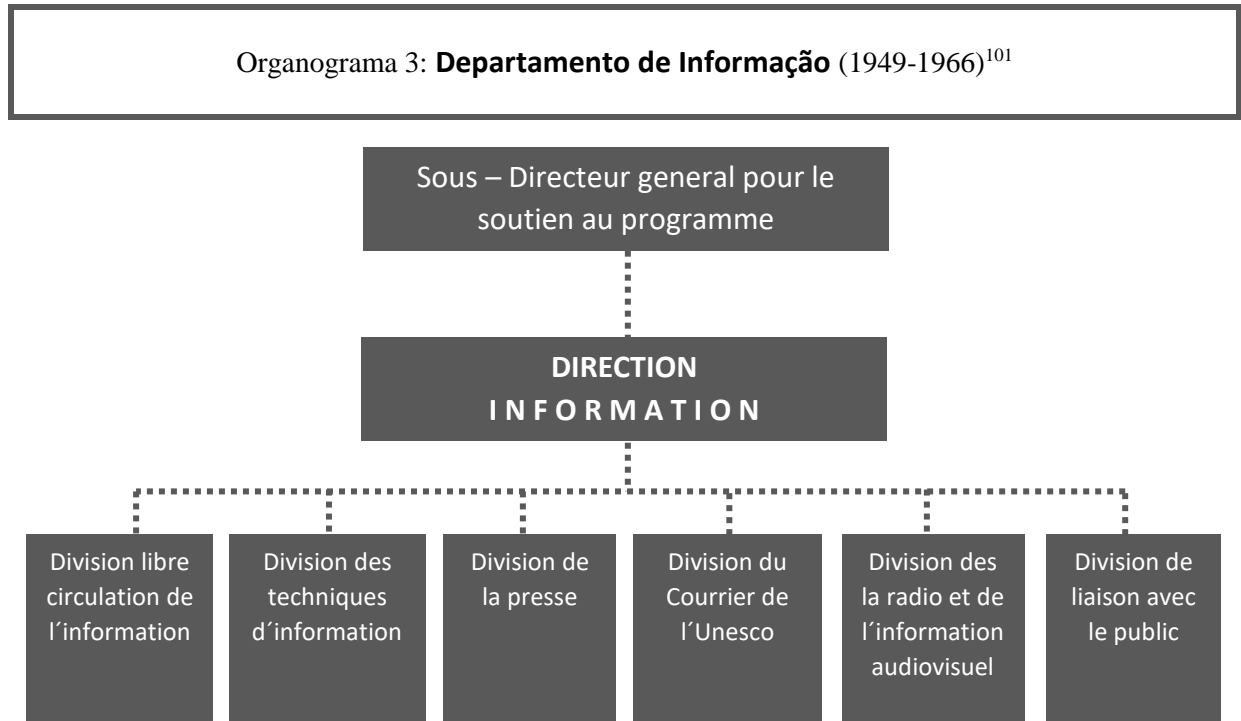 Organograma 3: Departamento de Informação (1949-1966)101
Sous – Directeur general pour le
soutien au programme
DIRECTION
I N F O R M A T I O N
Division libre
circulation de
l´information
Division des
techniques
d´information
Division de
la presse
Division du
Courrier de
l´Unesco
Division des
la radio et de
l´information
audiovisuel
Division de
liaison avec
le public